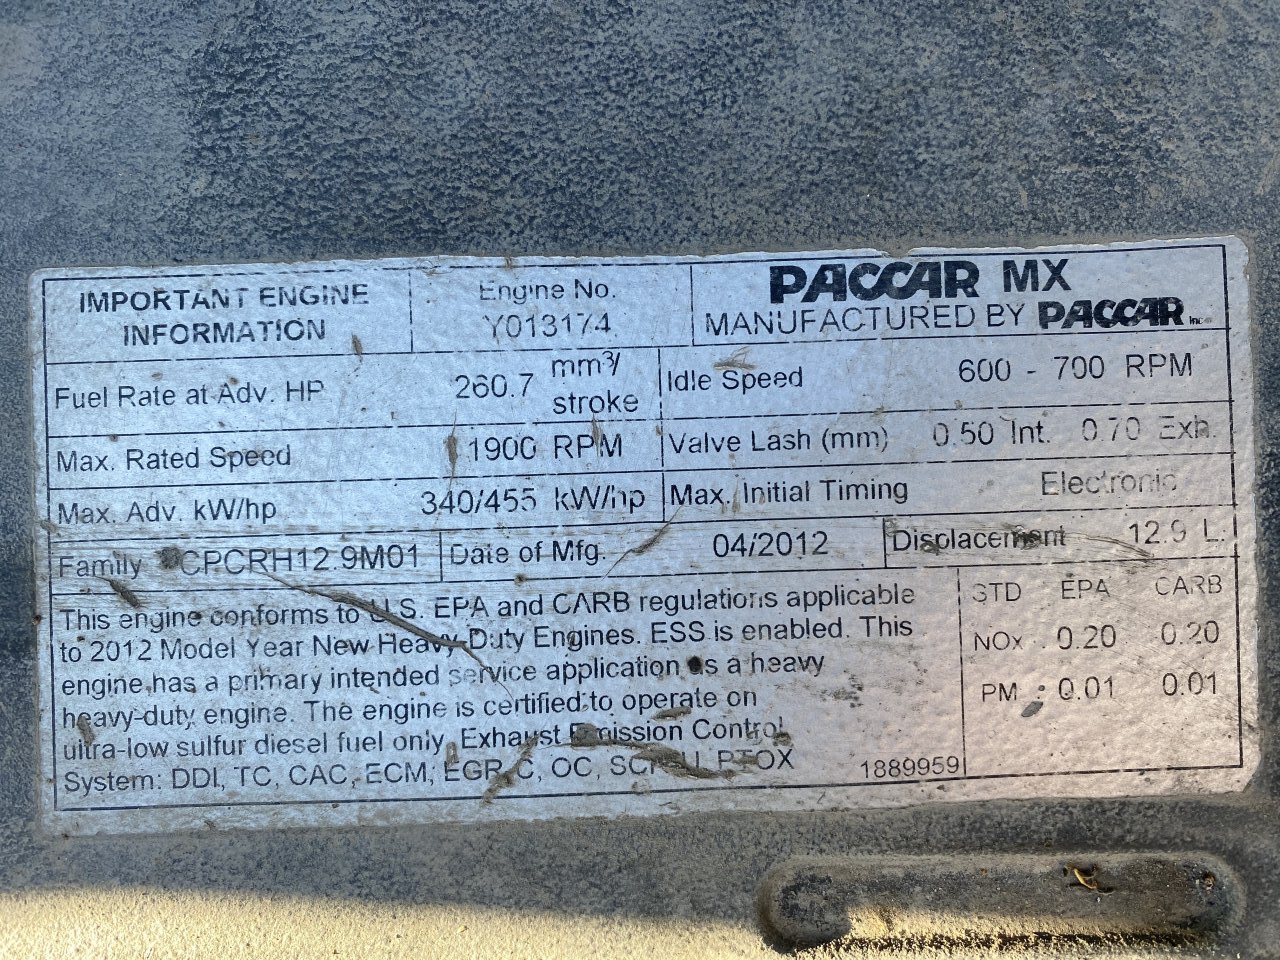 IMPORTANT ENGINE
INFORMATION
Engine No.
Y013174
PACCAR MX
MANUFACTURED BY PACCAR Inc
Fuel Rate at Adv. HP 260.7 mm³/
stroke
Idle Speed 600 - 700 RPM
Max. Rated Speed 1900 RPM
Valve Lash (mm) 0.50 Int. 0.70 Exh.
Max. Adv. kW/hp 340/455 kW/hp
Max. Initial Timing Electronic
Family CPCRH12.9M01
Date of Mfg. 04/2012
Displacement 12.9 L
This engine conforms to U.S. EPA and CARB regulations applicable
to 2012 Model Year New Heavy-Duty Engines. ESS is enabled. This
engine has a primary intended service application as a heavy
heavy-duty engine. The engine is certified to operate on
ultra-low sulfur diesel fuel only. Exhaust Emission Control
System: DDI, TC, CAC, ECM, EGR-C, OC, PTOX
1889959
STD EPA CARB
NOx 0.20 0.20
PM 0.01 0.01